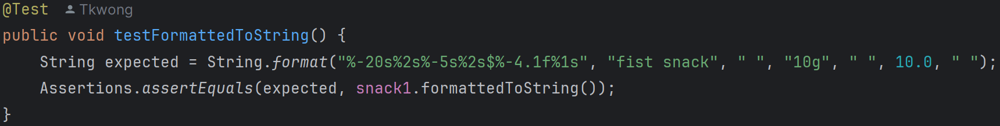 @Test Tkwong
public void testFormattedToString() {
    String expected = String.format("%-20s%2s%-5s%2s$%-4.1f%1s", "fist snack", " ", "10g", " ", 10.0, " ");
    Assertions.assertEquals(expected, snack1.formattedToString());
}